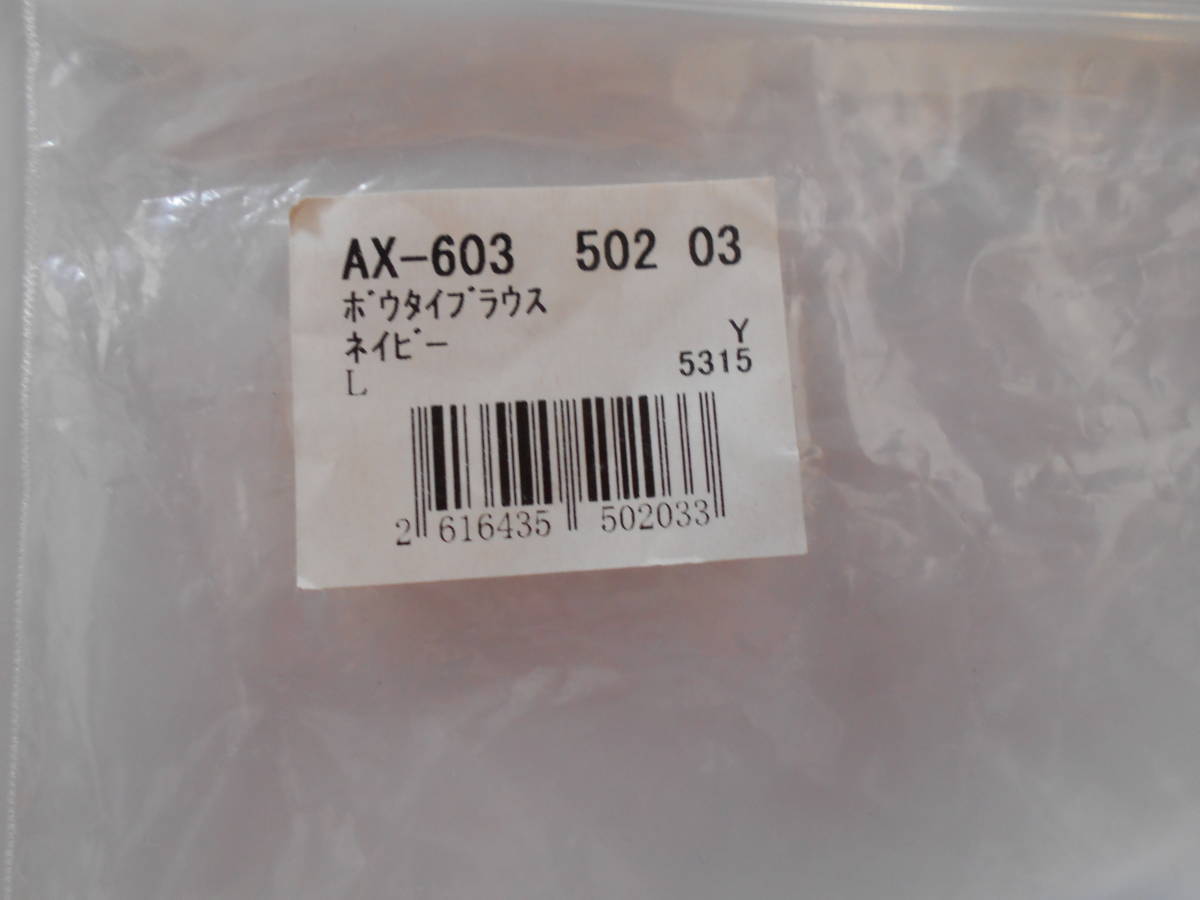 AX-603 502 03
ﾎﾞｳﾀｲﾌﾞﾗｳｽ
ﾈｲﾋﾞｰ
Y
L 5315
2 616435 502033